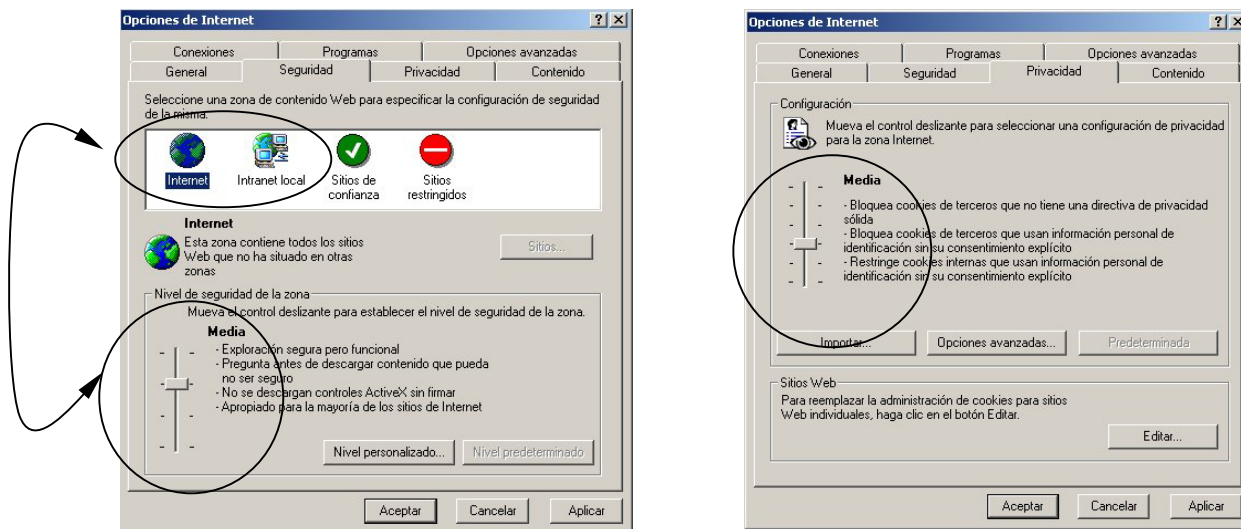 Opciones de Internet
Conexiones Programas Opciones avanzadas
General Seguridad Privacidad Contenido
Seleccione una zona de contenido Web para especificar la configuración de seguridad
de la misma.
Internet Intranet local Sitios de
confianza Sitios
restringidos
Internet
Esta zona contiene todos los sitios
Web que no ha situado en otras
zonas
Sitios...
Nivel de seguridad de la zona
Mueva el control deslizante para establecer el nivel de seguridad de la zona.
Media
- Exploración segura pero funcional
- Pregunta antes de descargar contenido que pueda
no ser seguro
- No se descargan controles ActiveX sin firmar
- Apropiado para la mayoría de los sitios de Internet
Nivel personalizado... Nivel predeterminado
Aceptar Cancelar Aplicar
Opciones de Internet
Conexiones Programas Opciones avanzadas
General Seguridad Privacidad Contenido
Configuración
Mueva el control deslizante para seleccionar una configuración de privacidad
para la zona Internet.
Media
- Bloquea cookies de terceros que no tiene una directiva de privacidad
sólida
- Bloquea cookies de terceros que usan información personal de
identificación sin su consentimiento explícito
- Restringe cookies internas que usan información personal de
identificación sin su consentimiento explícito
Importar... Opciones avanzadas... Predeterminada
Sitios Web
Para reemplazar la administración de cookies para sitios
Web individuales, haga clic en el botón Editar.
Editar...
Aceptar Cancelar Aplicar